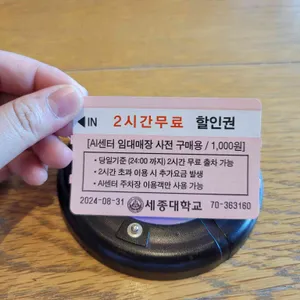 ◀IN 2시간무료 할인권
[AI센터 임대매장 사전 구매용 / 1,000원]
• 당일기준 (24:00 까지) 2시간 무료 출차 가능
• 2시간 초과 이용 시 추가요금 발생
• AI센터 주차장 이용객만 사용 가능
2024-08-31 세종대학교 70-363160